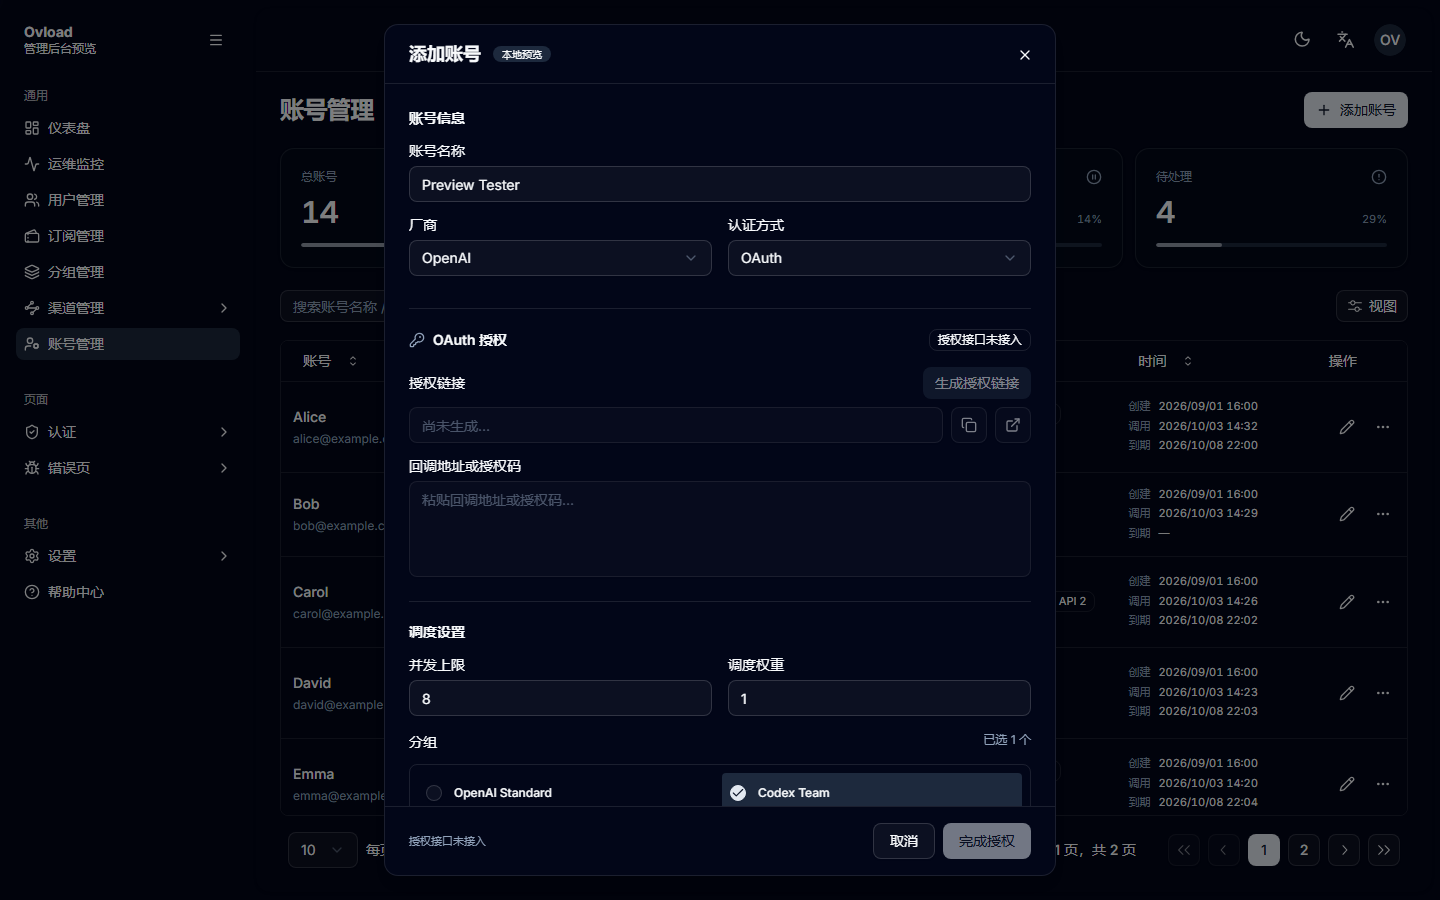 Ovload
管理后台预览
通用
仪表盘
运维监控
用户管理
订阅管理
分组管理
渠道管理
账号管理
页面
认证
错误页
其他
设置
帮助中心
OV
账号管理
添加账号
总账号
14
14%
待处理
4
29%
搜索账号名称 /
视图
账号
时间
操作
Alice
alice@example.c
创建 2026/09/01 16:00
调用 2026/10/03 14:32
到期 2026/10/08 22:00
Bob
bob@example.c
创建 2026/09/01 16:00
调用 2026/10/03 14:29
到期 —
Carol
carol@example.
API 2
创建 2026/09/01 16:00
调用 2026/10/03 14:26
到期 2026/10/08 22:02
David
david@example
创建 2026/09/01 16:00
调用 2026/10/03 14:23
到期 2026/10/08 22:03
Emma
emma@example
创建 2026/09/01 16:00
调用 2026/10/03 14:20
到期 2026/10/08 22:04
10
每页
1 页，共 2 页
1
2
添加账号
本地预览
账号信息
账号名称
Preview Tester
厂商
认证方式
OpenAI
OAuth
OAuth 授权
授权接口未接入
授权链接
生成授权链接
尚未生成...
回调地址或授权码
粘贴回调地址或授权码...
调度设置
并发上限
调度权重
8
1
分组
已选 1 个
OpenAI Standard
Codex Team
授权接口未接入
取消
完成授权